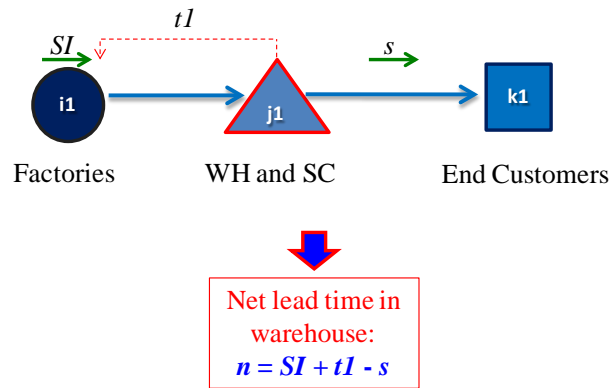 t1
SI
s
i1
j1
k1
Factories
WH and SC
End Customers
Net lead time in
warehouse:
n = SI + t1 - s